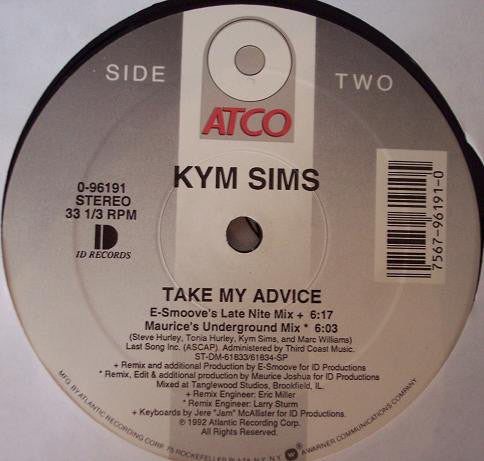 SIDE TWO
ATCO
KYM SIMS
0-96191
STEREO
33 1/3 RPM
ID
ID RECORDS
7567-96191-0
TAKE MY ADVICE
E-Smoove's Late Nite Mix + 6:17
Maurice's Underground Mix * 6:03
(Steve Hurley, Tonia Hurley, Kym Sims, and Marc Williams)
Last Song Inc. (ASCAP). Administered by Third Coast Music.
ST-DM-61833/61834-SP
+ Remix and additional Production by E-Smoove for ID Productions
* Remix, Edit & additional production by Maurice Joshua for ID Productions.
Mixed at Tanglewood Studios, Brookfield, IL.
+ Remix Engineer: Eric Miller
* Remix Engineer: Larry Sturm
+ Keyboards by Jere "Jam" McAllister for ID Productions.
℗ 1992 Atlantic Recording Corp.
All Rights Reserved.
MFG. BY ATLANTIC RECORDING CORP. 75 ROCKEFELLER PLAZA, N.Y. N.Y. A WARNER COMMUNICATIONS COMPANY